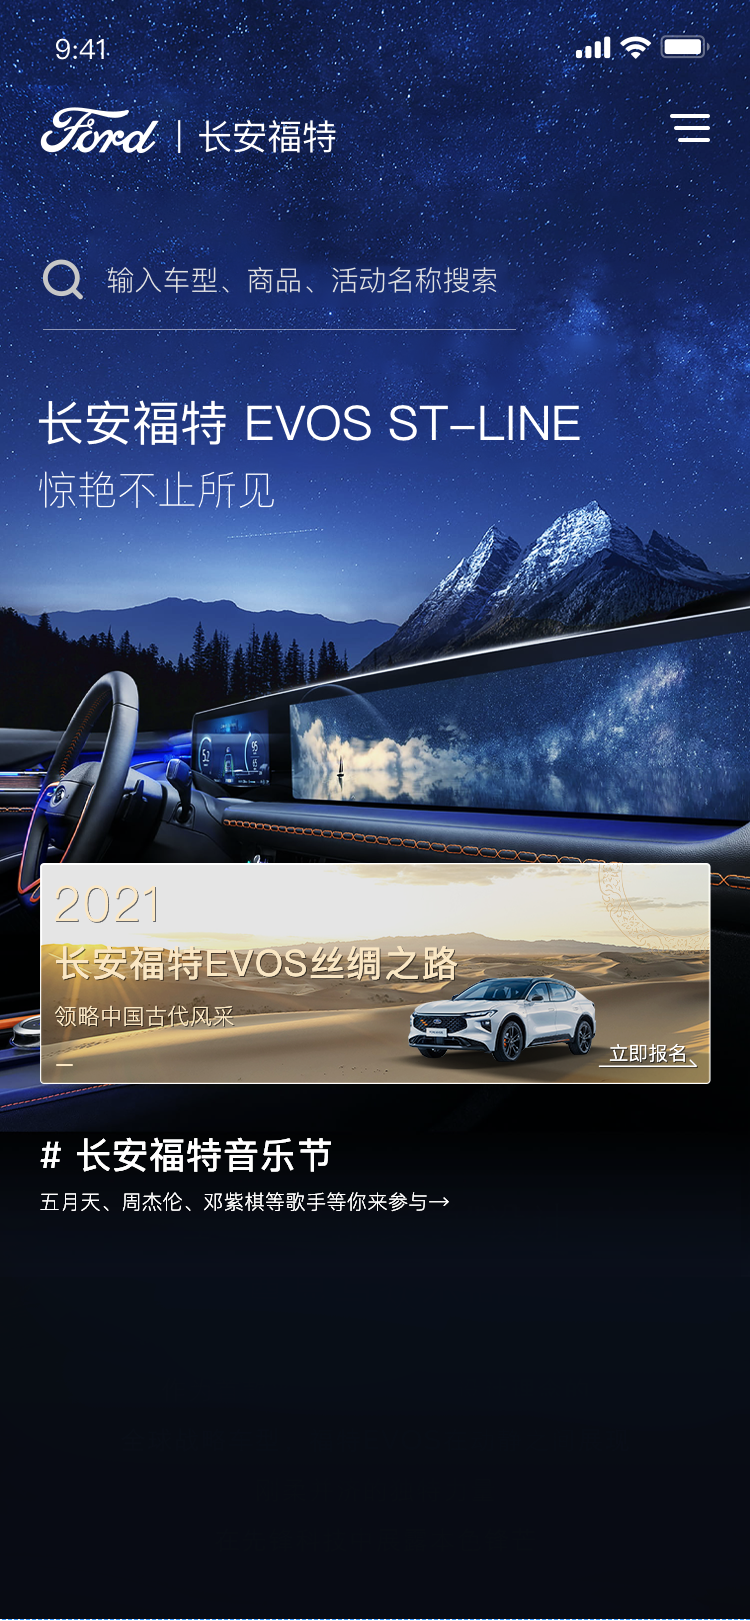 9:41
Ford | 长安福特
输入车型、商品、活动名称搜索
长安福特 EVOS ST-LINE
惊艳不止所见
2021
长安福特EVOS丝绸之路
领略中国古代风采
立即报名
# 长安福特音乐节
五月天、周杰伦、邓紫棋等歌手等你来参与→